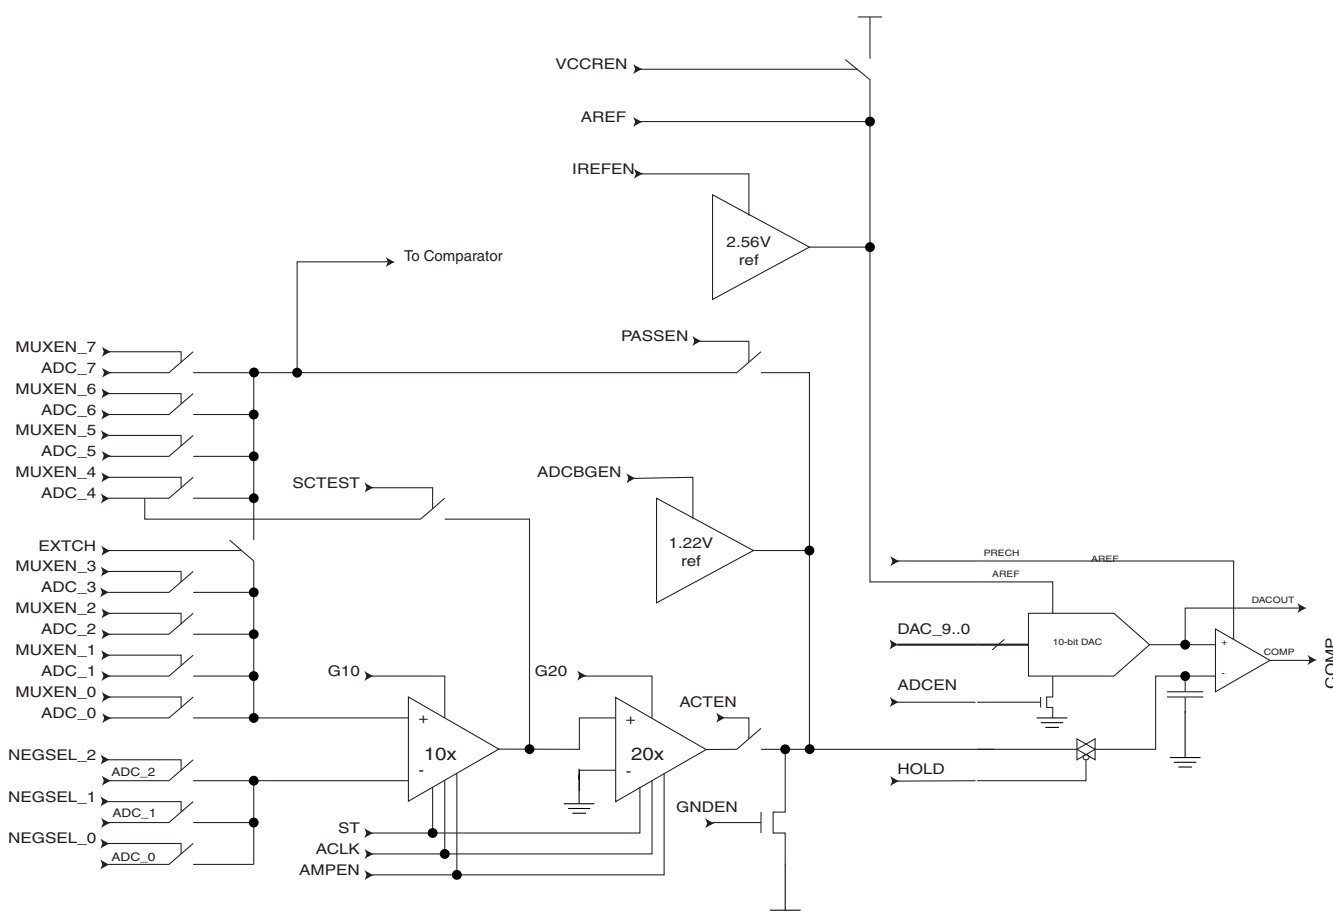 VCCREN
AREF
IREFEN
2.56V
ref
To Comparator
PASSEN
MUXEN_7
ADC_7
MUXEN_6
ADC_6
MUXEN_5
ADC_5
MUXEN_4
ADC_4
SCTEST
ADCBGEN
1.22V
ref
EXTCH
MUXEN_3
ADC_3
MUXEN_2
ADC_2
MUXEN_1
ADC_1
MUXEN_0
ADC_0
PRECH
AREF
AREF
DACOUT
DAC_9..0
10-bit DAC
+
-
COMP
COMP
ADCEN
G10
+
10x
-
G20
+
20x
-
ACTEN
HOLD
NEGSEL_2
ADC_2
NEGSEL_1
ADC_1
NEGSEL_0
ADC_0
GNDEN
ST
ACLK
AMPEN